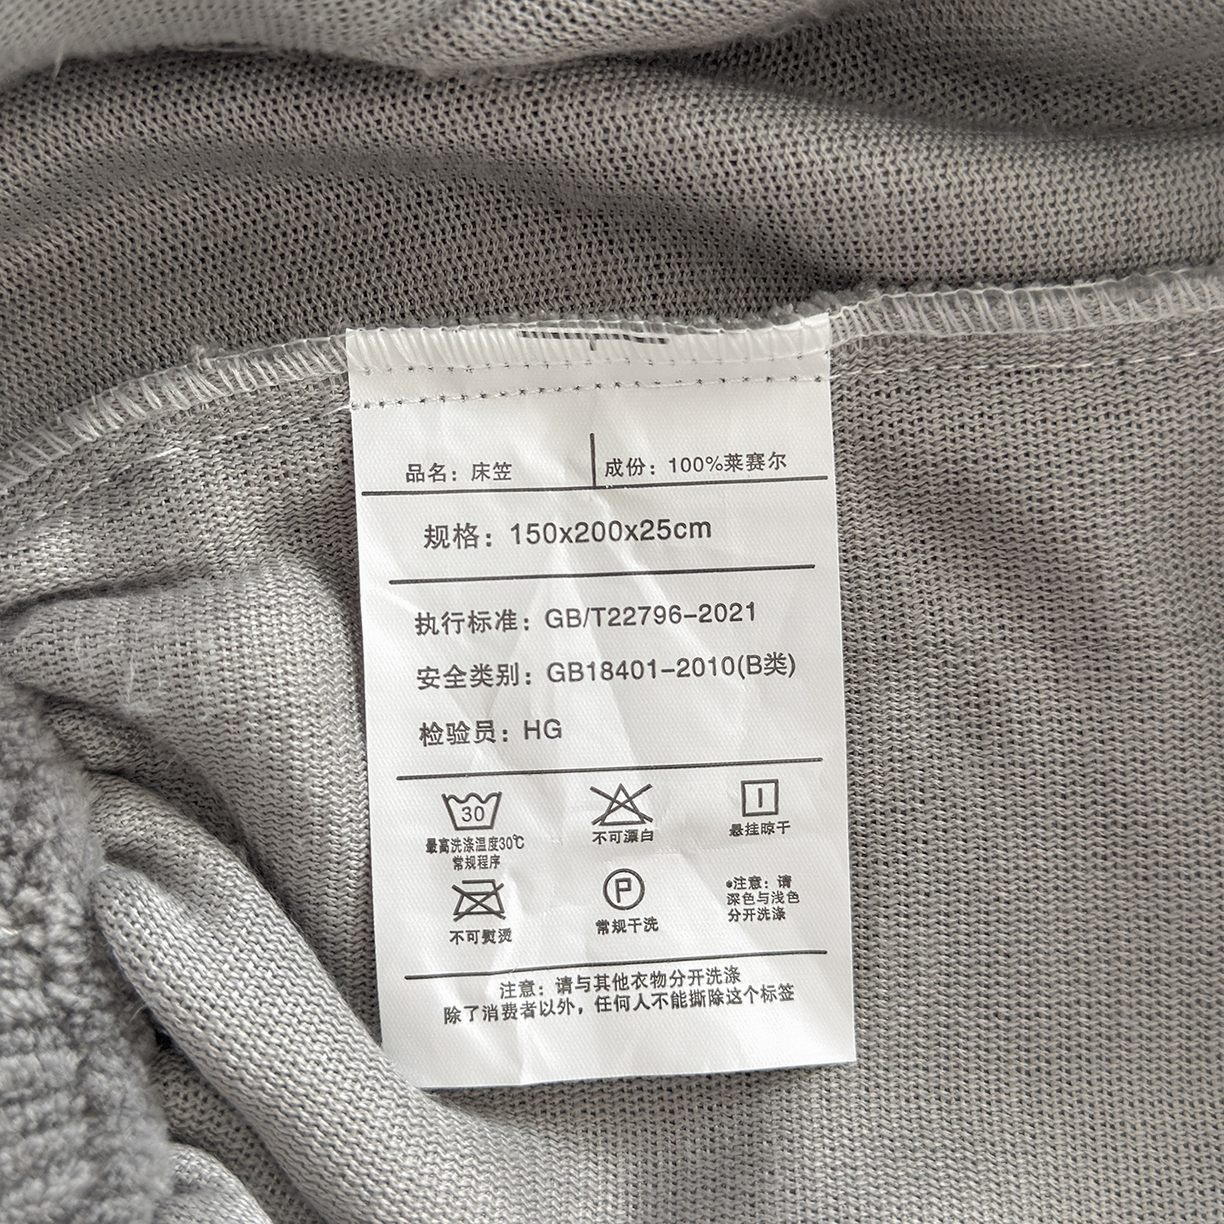 品名：床笠 成份：100%莱赛尔
规格：150x200x25cm
执行标准：GB/T22796-2021
安全类别：GB18401-2010(B类)
检验员：HG
30
最高洗涤温度30℃
常规程序
不可漂白
悬挂晾干
不可熨烫
P
常规干洗
*注意：请
深色与浅色
分开洗涤
注意：请与其他衣物分开洗涤
除了消费者以外，任何人不能撕除这个标签